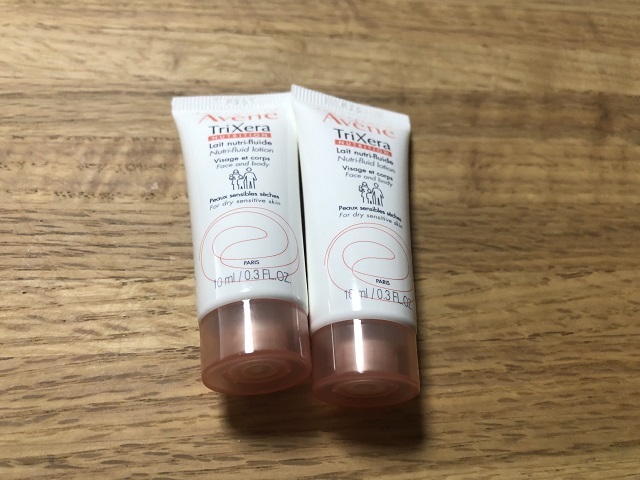 Avène
TriXera
NUTRITION
Lait nutri-fluide
Nutri-fluid lotion
Visage et corps
Face and body
Peaux sensibles sèches
For dry sensitive skin
PARIS
10 ml / 0.3 FL.OZ.
Avène
TriXera
NUTRITION
Lait nutri-fluide
Nutri-fluid lotion
Visage et corps
Face and body
Peaux sensibles sèches
For dry sensitive skin
PARIS
10 ml / 0.3 FL.OZ.